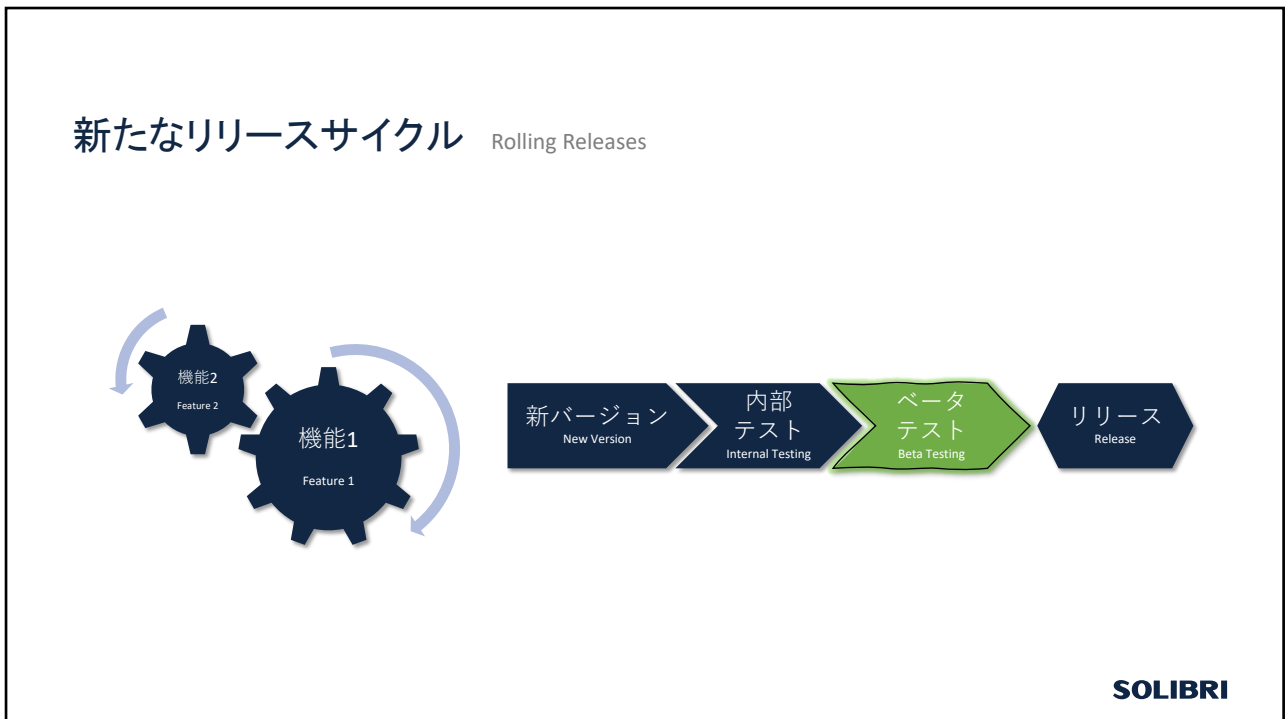 新たなリリースサイクル Rolling Releases
機能2
Feature 2
機能1
Feature 1
新バージョン
New Version
内部
テスト
Internal Testing
ベータ
テスト
Beta Testing
リリース
Release
SOLIBRI